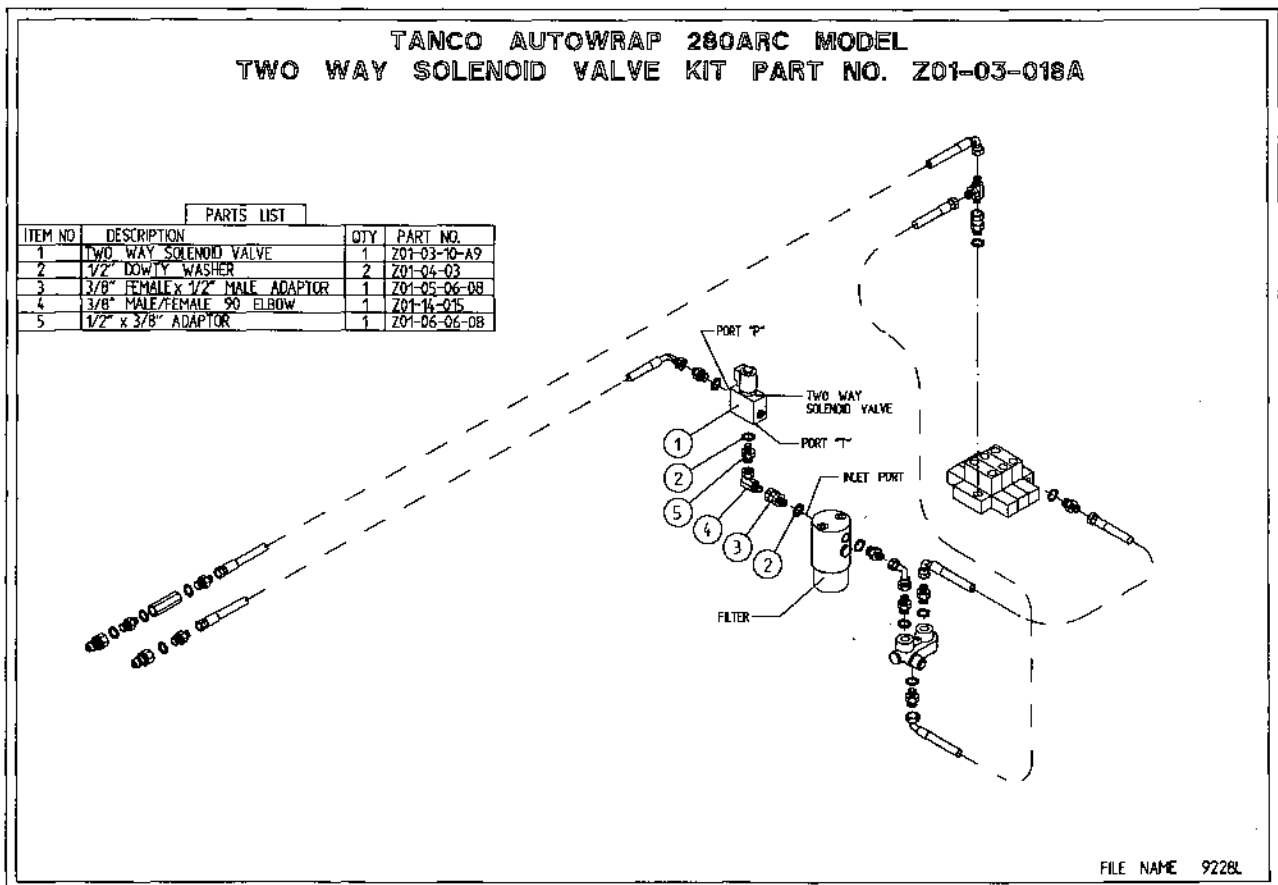 TANCO AUTOWRAP 280ARC MODEL
TWO WAY SOLENOID VALVE KIT PART NO. Z01-03-018A
PARTS LIST
ITEM NO DESCRIPTION QTY PART NO.
1 TWO WAY SOLENOID VALVE 1 Z01-03-10-A9
2 1/2" DOWTY WASHER 2 Z01-04-03
3 3/8" FEMALE x 1/2" MALE ADAPTOR 1 Z01-05-06-08
4 3/8" MALE/FEMALE 90 ELBOW 1 Z01-14-015
5 1/2" x 3/8" ADAPTOR 1 Z01-06-06-08
PORT "P"
TWO WAY
SOLENOID VALVE
1
PORT "T"
2
INLET PORT
5
4
3
2
FILTER
FILE NAME 9228L